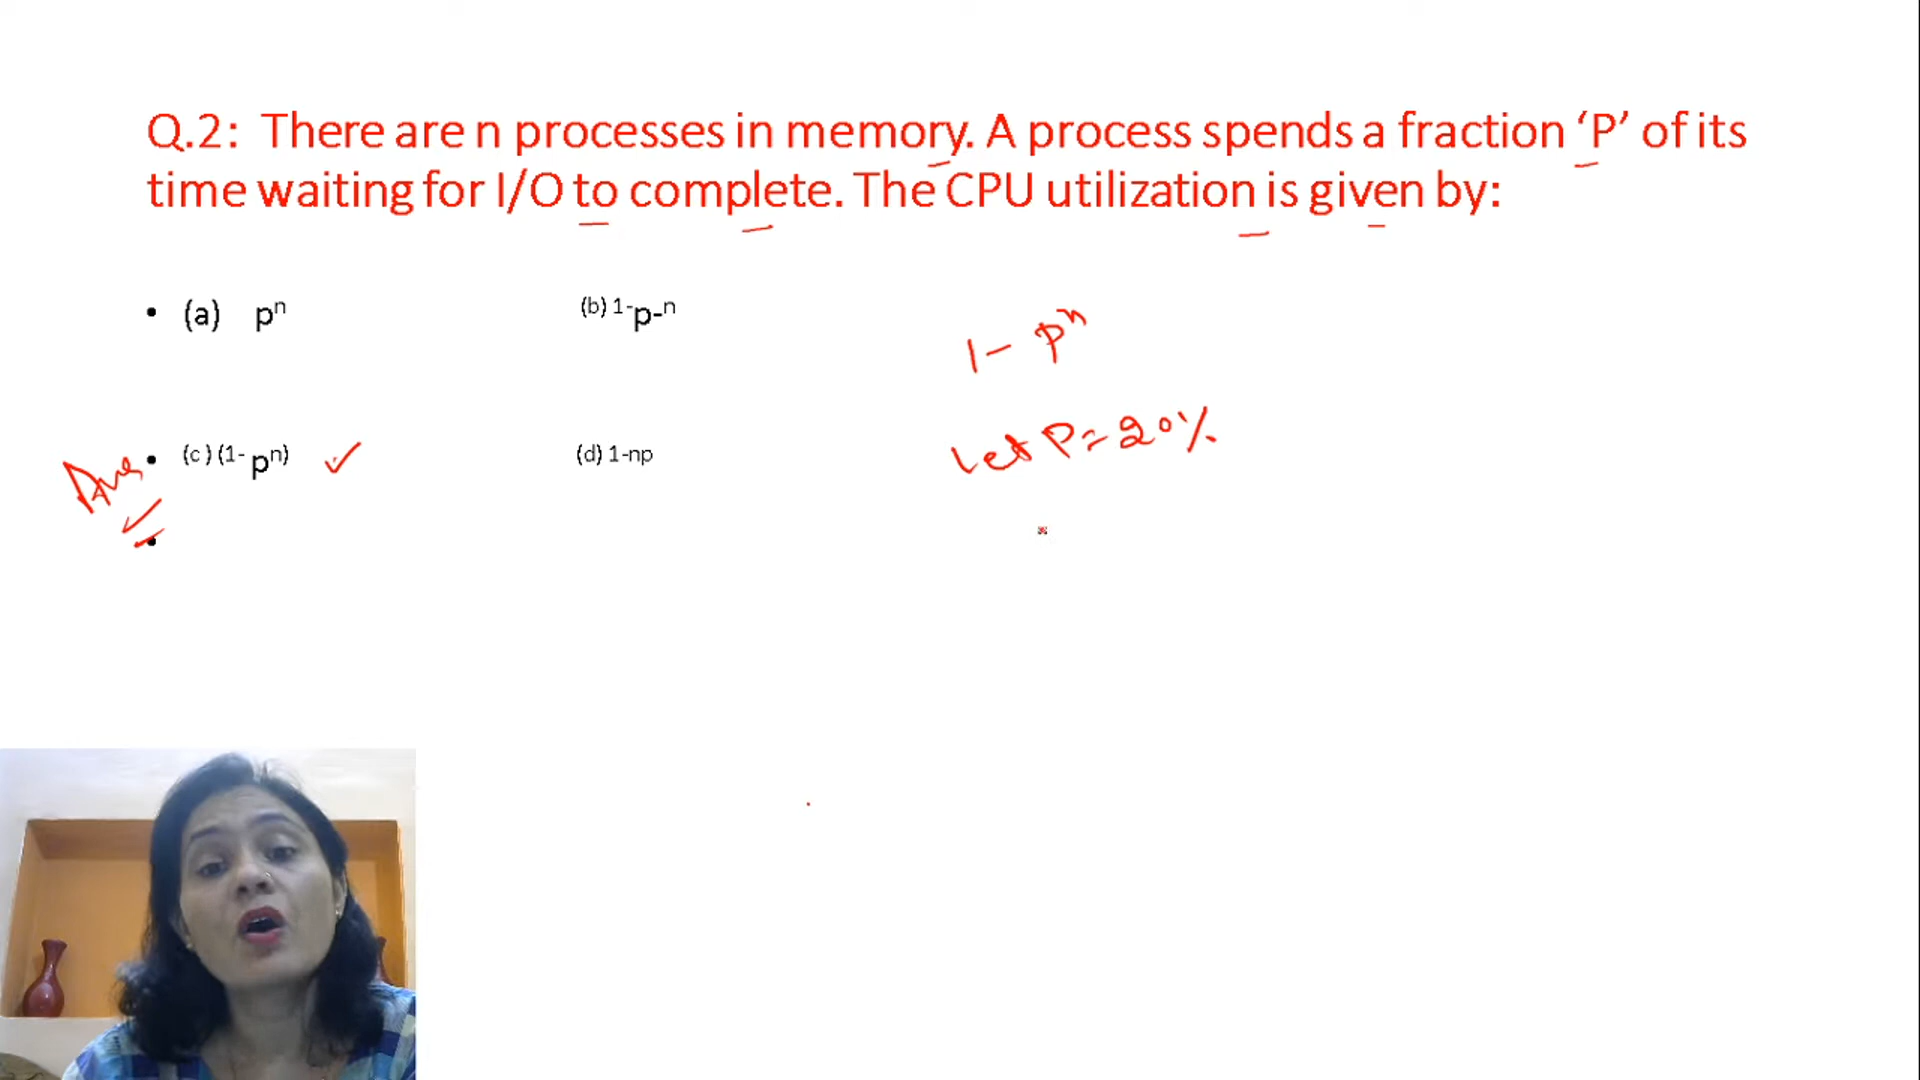 Q.2: There are n processes in memory. A process spends a fraction ‘P’ of its
time waiting for I/O to complete. The CPU utilization is given by:
• (a) pⁿ (b) 1-p-ⁿ
1 - pⁿ
Let P = 20%
Ans • (c ) (1- pⁿ) ✓ (d) 1-np